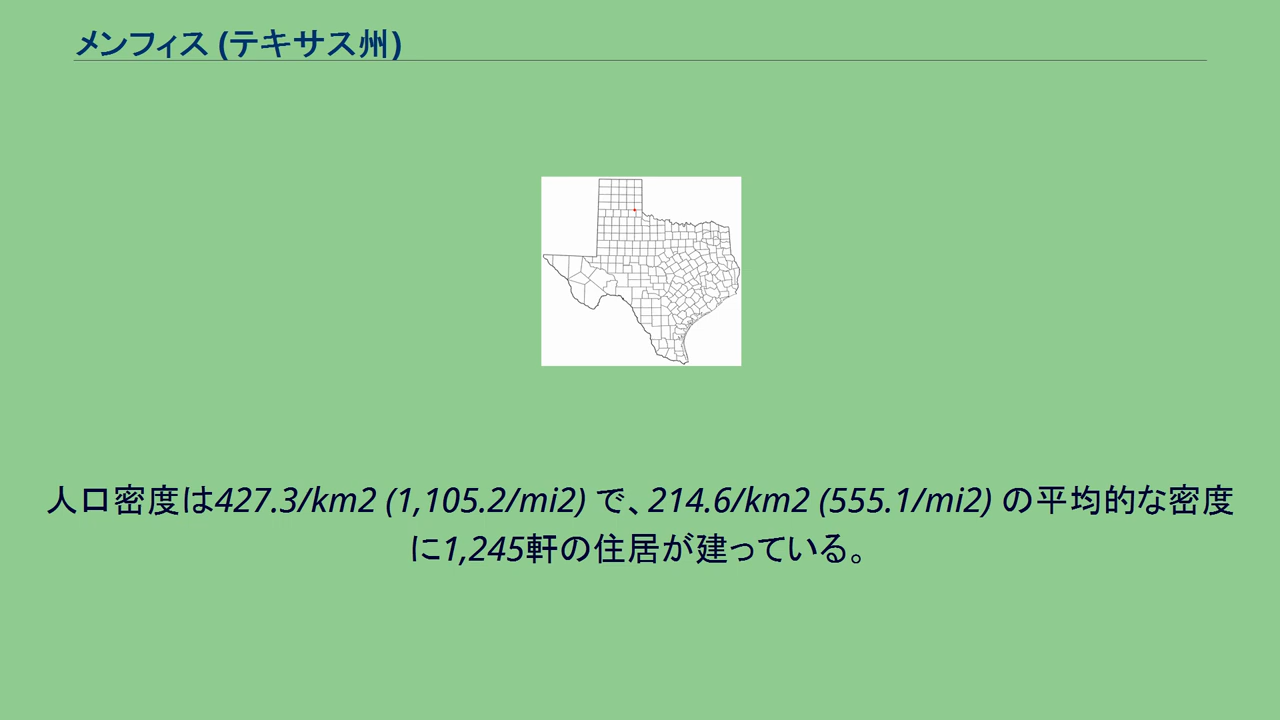 メンフィス (テキサス州)
人口密度は427.3/km2 (1,105.2/mi2) で、214.6/km2 (555.1/mi2) の平均的な密度
に1,245軒の住居が建っている。